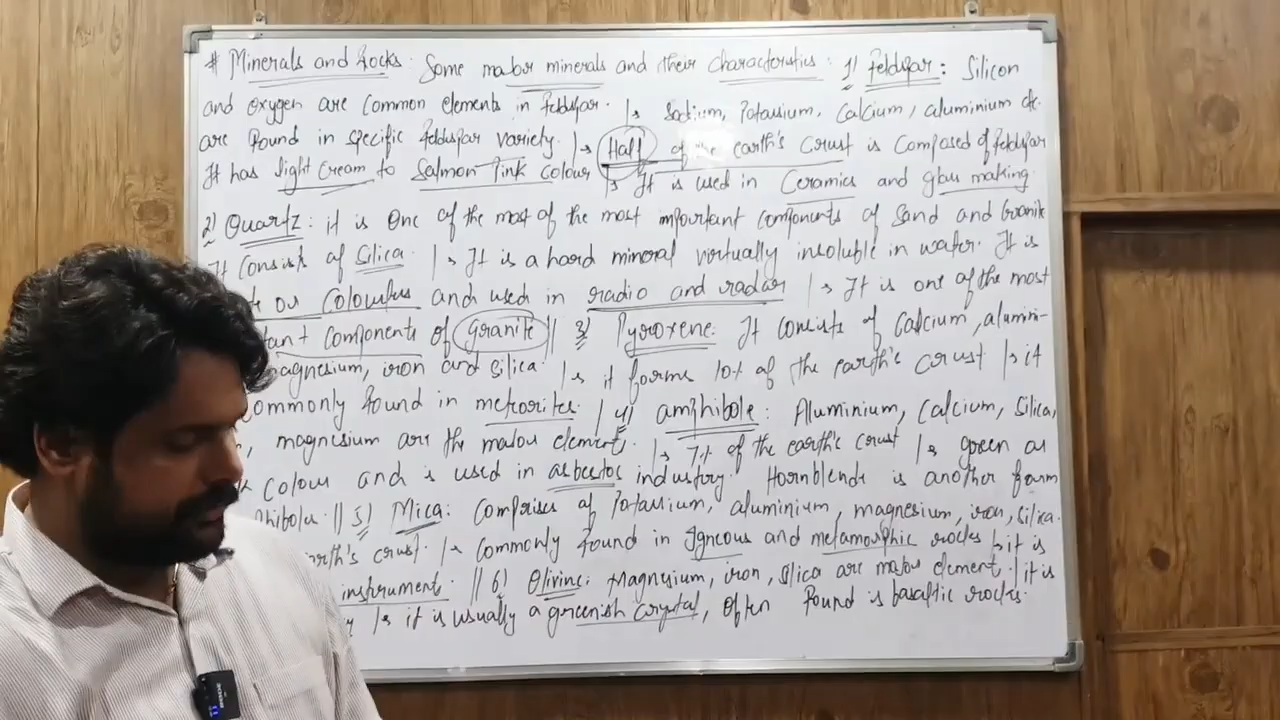 # Minerals and Rocks. Some major minerals and their characteristics: 1) Feldspar: Silicon
and oxygen are common elements in feldspar. |→ Sodium, Potassium, Calcium, aluminium etc.
are found in specific feldspar variety. |→ Half of the earth's crust is composed of feldspar
It has light cream to Salmon Pink colour |→ It is used in Ceramics and glass making.
2) Quartz: it is one of the most of the most important components of Sand and Granite
It consists of Silica. |→ It is a hard mineral virtually insoluble in water. It is
or colourless and used in radio and radar |→ It is one of the most
components of Granite || 3) Pyroxene: It consists of Calcium, alumini-
magnesium, iron and silica. |→ it forms 10% of the earth's crust |→ it
commonly found in meteorites. | 4) amphibole: Aluminium, Calcium, Silica,
magnesium are the major element. |→ 7% of the earth's crust |→ green or
colour and is used in asbestos industry. Hornblende is another form
|| 5) Mica: Comprises of Potassium, aluminium, magnesium, iron, silica.
earth's crust. |→ Commonly found in Igneous and metamorphic rocks |→ it is
instrument. || 6) Olivine: Magnesium, iron, Silica are major element. | it is
|→ it is usually a greenish crystal, often found is basaltic rocks.